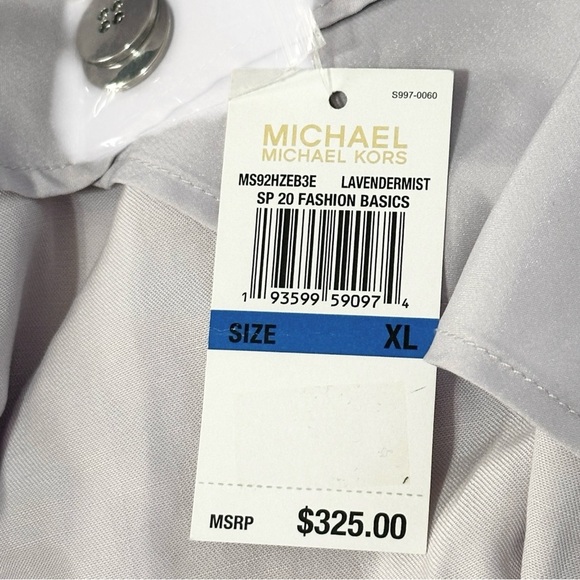 S997-0060
MICHAEL
MICHAEL KORS
MS92HZEB3E LAVENDERMIST
SP 20 FASHION BASICS
1 93599 59097 4
SIZE XL
MSRP $325.00